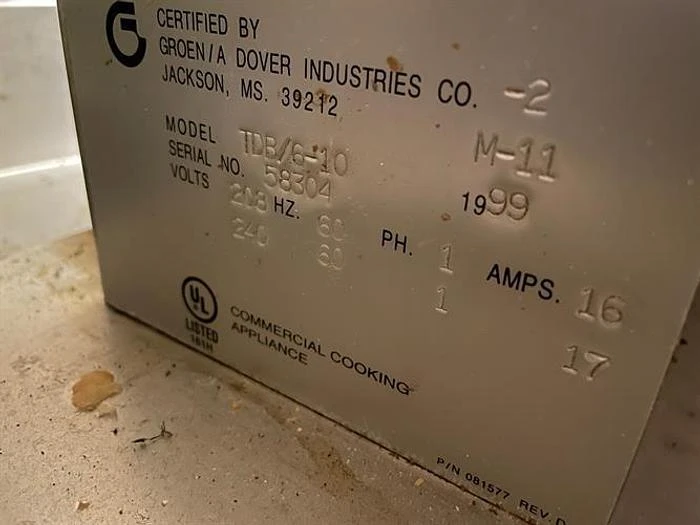 G
CERTIFIED BY
GROEN/A DOVER INDUSTRIES CO. -2
JACKSON, MS. 39212
MODEL TDB/6-10 M-11
SERIAL NO. 58304 1999
VOLTS 208 HZ. 60 PH. 1 AMPS. 16
240 60 1 17
UL
LISTED
181H
COMMERCIAL COOKING
APPLIANCE
P/N 081577 REV. D